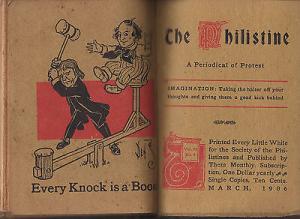 Every Knock is a Boost
The Philistine
A Periodical of Protest
IMAGINATION: Taking the halter off your
thoughts and giving them a good kick behind
Printed Every Little While
for the Society of the Phi-
listines and Published by
Them Monthly. Subscrip-
tion, One Dollar yearly
Single Copies, Ten Cents.
MARCH, 1906